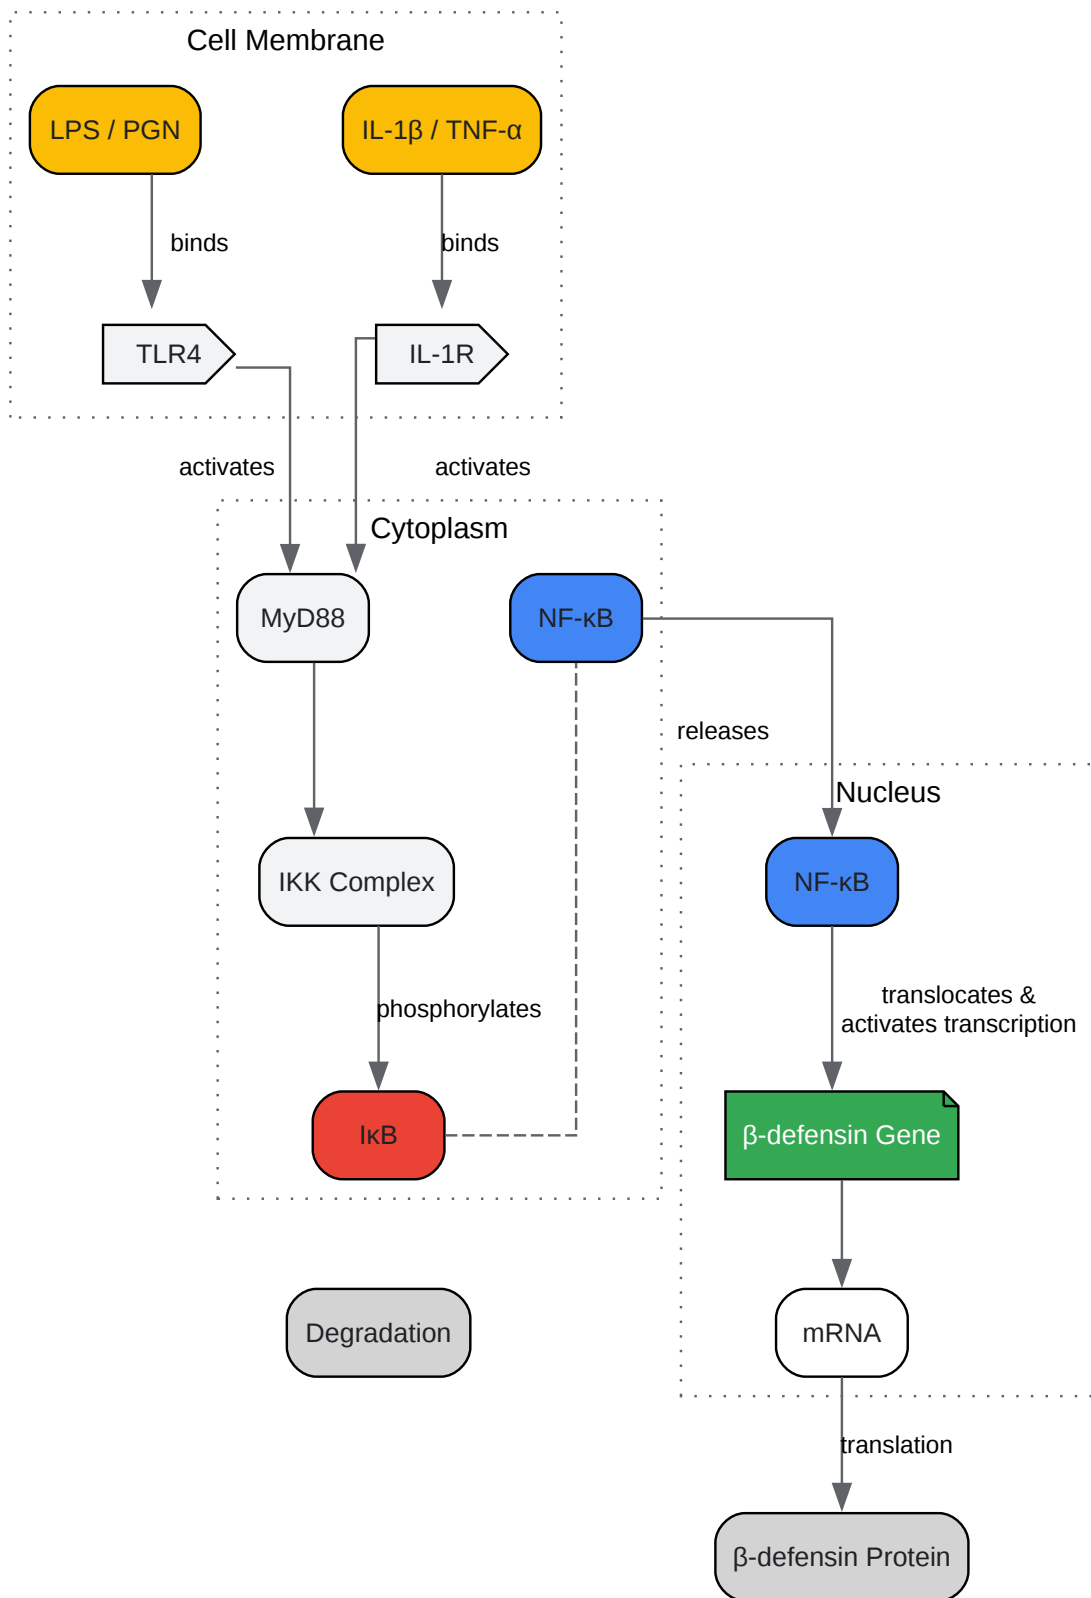 Cell Membrane
LPS / PGN
IL-1β / TNF-α
binds
binds
TLR4
IL-1R
activates
activates
Cytoplasm
MyD88
NF-κB
releases
Nucleus
IKK Complex
NF-κB
phosphorylates
translocates &
activates transcription
IκB
β-defensin Gene
Degradation
mRNA
translation
β-defensin Protein